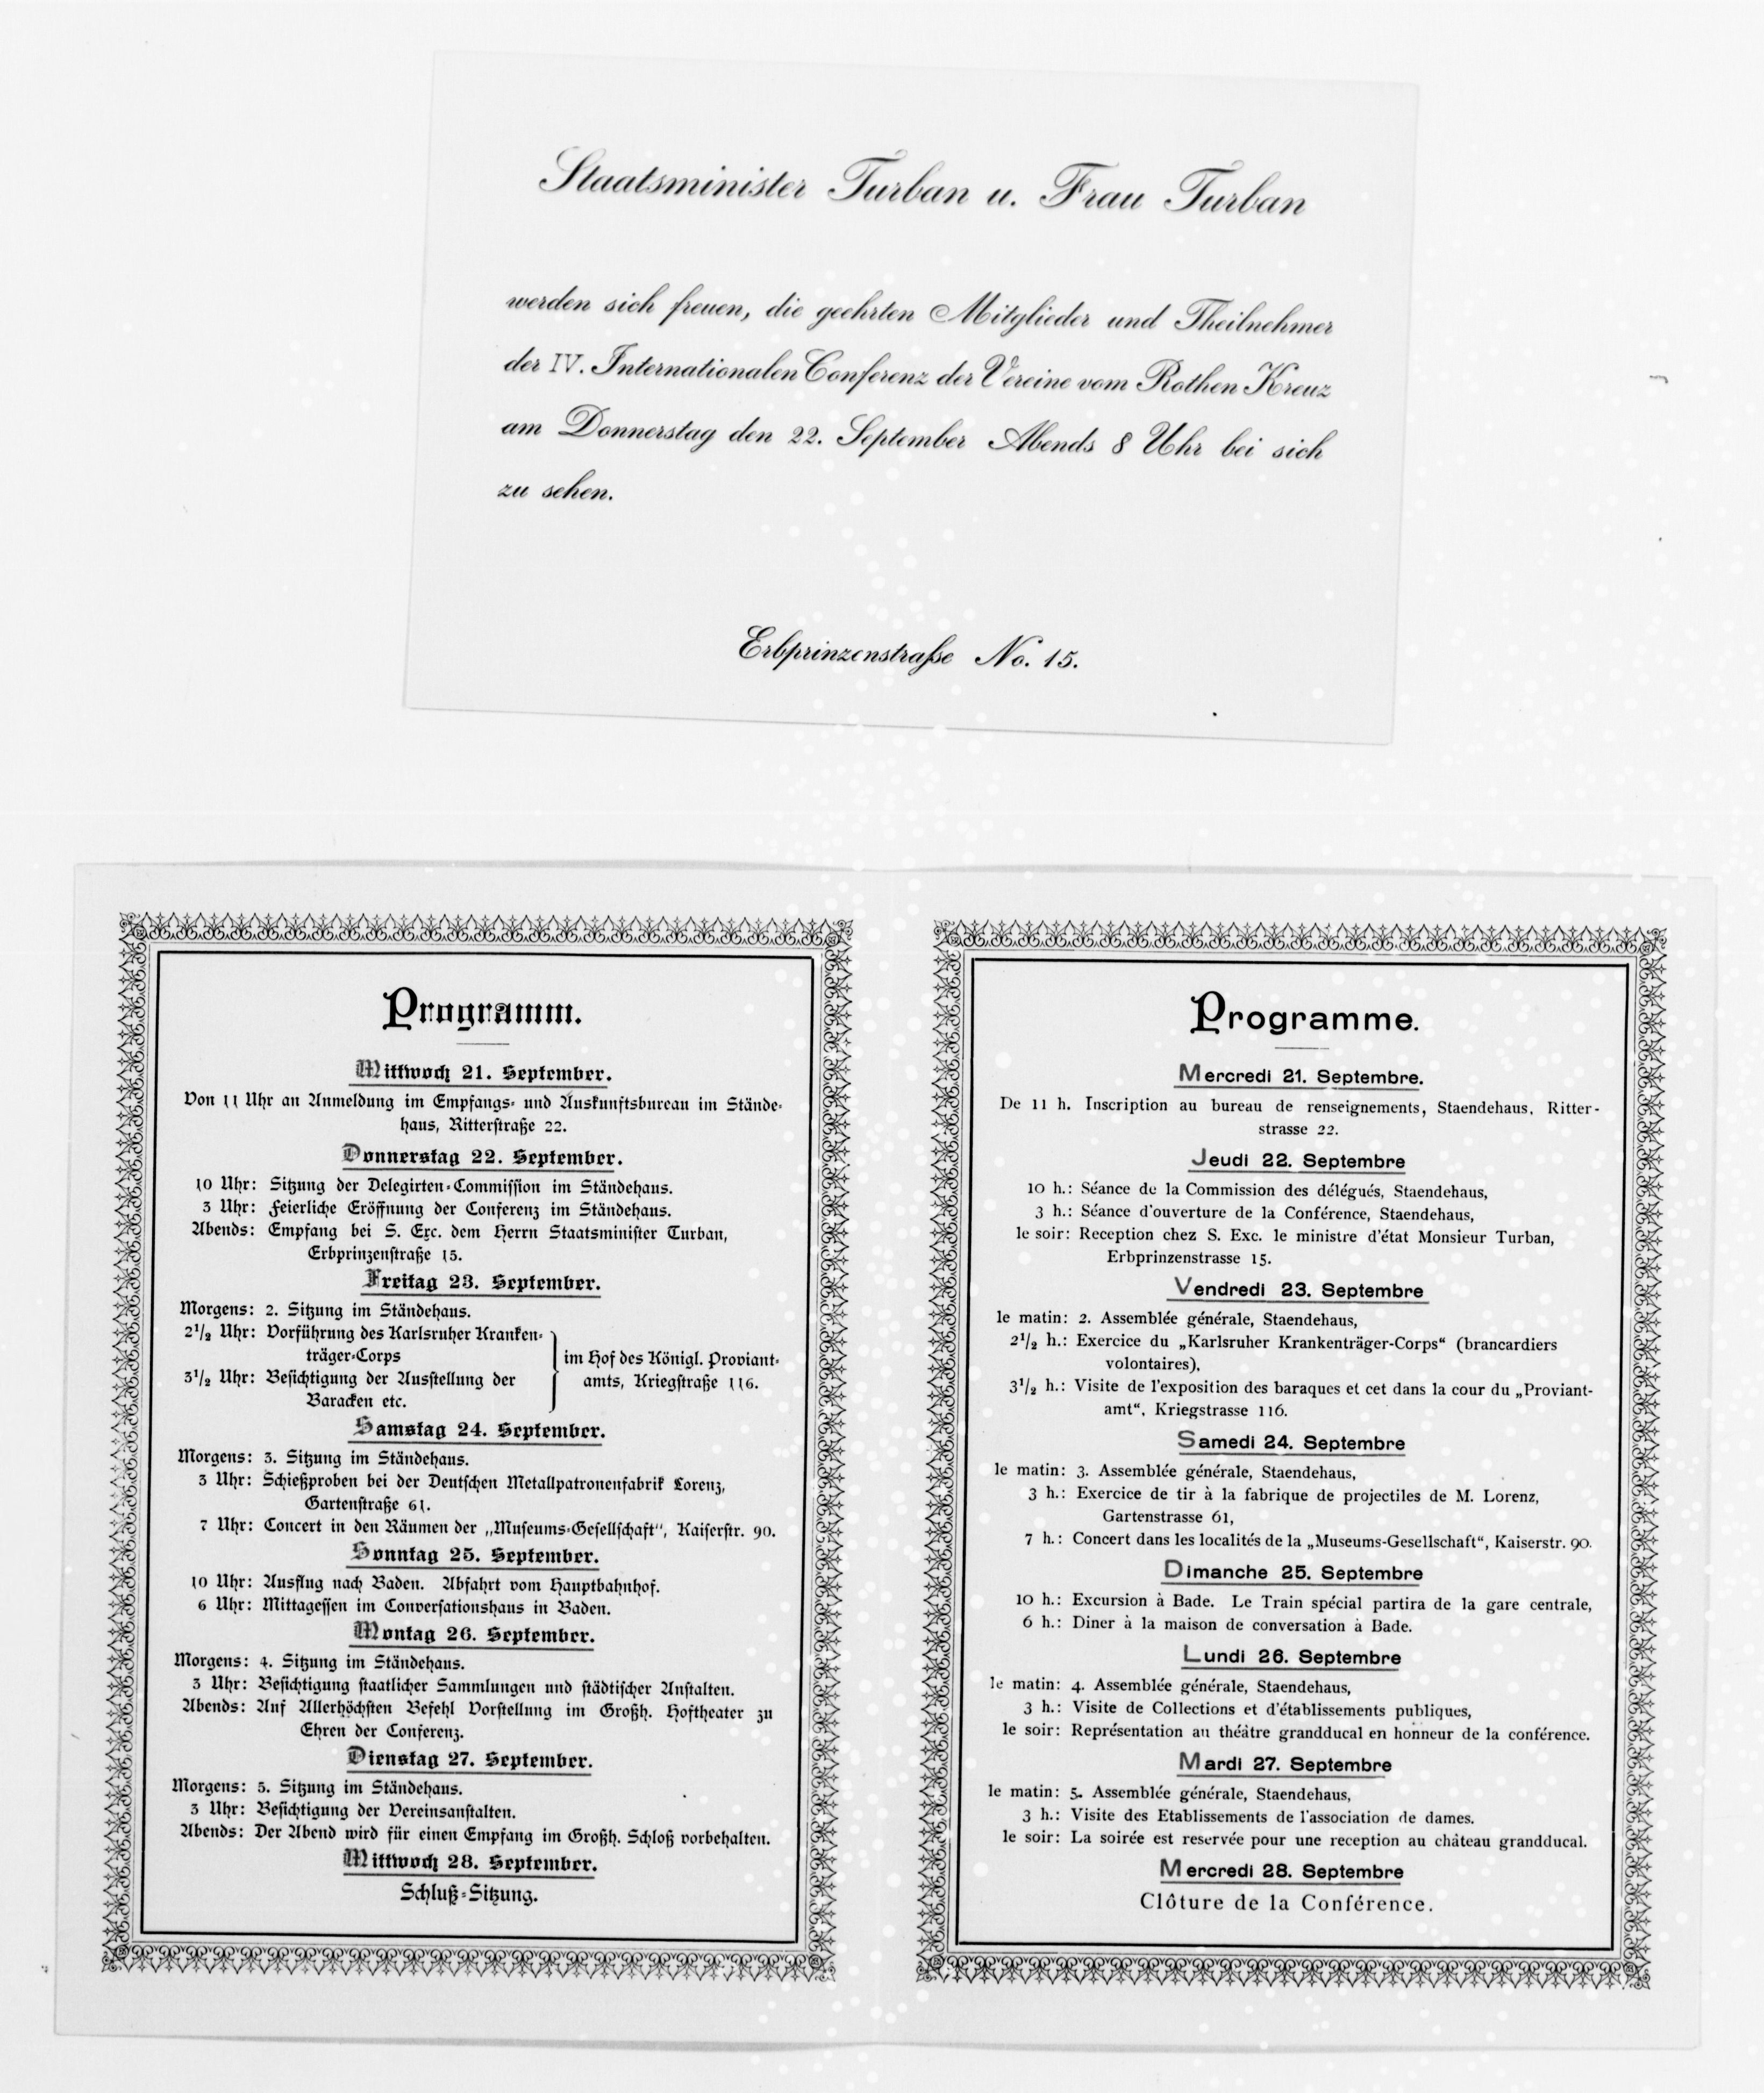 Staatsminister Turban u. Frau Turban
werden sich freuen, die geehrten Mitglieder und Theilnehmer
der IV. Internationalen Conferenz der Vereine vom Rothen Kreuz
am Donnerstag den 22. September Abends 8 Uhr bei sich
zu sehen.
Erbprinzenstraße No. 15.
Programm.
Mittwoch 21. September.
Von 11 Uhr an Anmeldung im Empfangs- und Auskunftsbureau im Stände-
haus, Ritterstraße 22.
Donnerstag 22. September.
10 Uhr: Sitzung der Delegirten-Commission im Ständehaus.
3 Uhr: Feierliche Eröffnung der Conferenz im Ständehaus.
Abends: Empfang bei S. Exc. dem Herrn Staatsminister Turban,
Erbprinzenstraße 15.
Freitag 23. September.
Morgens: 2. Sitzung im Ständehaus.
2½ Uhr: Vorführung des Karlsruher Kranken-
träger-Corps
3½ Uhr: Besichtigung der Ausstellung der
Baracken etc.
im Hof des Königl. Proviant-
amts, Kriegstraße 116.
Samstag 24. September.
Morgens: 3. Sitzung im Ständehaus.
3 Uhr: Schießproben bei der Deutschen Metallpatronenfabrik Lorenz,
Gartenstraße 61.
7 Uhr: Concert in den Räumen der „Museums-Gesellschaft“, Kaiserstr. 90.
Sonntag 25. September.
10 Uhr: Ausflug nach Baden. Abfahrt vom Hauptbahnhof.
6 Uhr: Mittagessen im Conversationshaus in Baden.
Montag 26. September.
Morgens: 4. Sitzung im Ständehaus.
3 Uhr: Besichtigung staatlicher Sammlungen und städtischer Anstalten.
Abends: Auf Allerhöchsten Befehl Vorstellung im Großh. Hoftheater zu
Ehren der Conferenz.
Dienstag 27. September.
Morgens: 5. Sitzung im Ständehaus.
3 Uhr: Besichtigung der Vereinsanstalten.
Abends: Der Abend wird für einen Empfang im Großh. Schloß vorbehalten.
Mittwoch 28. September.
Schluß-Sitzung.
Programme.
Mercredi 21. Septembre.
De 11 h. Inscription au bureau de renseignements, Staendehaus, Ritter-
strasse 22.
Jeudi 22. Septembre
10 h.: Séance de la Commission des délégués, Staendehaus,
3 h.: Séance d'ouverture de la Conférence, Staendehaus,
le soir: Reception chez S. Exc. le ministre d'état Monsieur Turban,
Erbprinzenstrasse 15.
Vendredi 23. Septembre
le matin: 2. Assemblée générale, Staendehaus,
2½ h.: Exercice du „Karlsruher Krankenträger-Corps“ (brancardiers
volontaires),
3½ h.: Visite de l'exposition des baraques et cet dans la cour du „Proviant-
amt“, Kriegstrasse 116.
Samedi 24. Septembre
le matin: 3. Assemblée générale, Staendehaus,
3 h.: Exercice de tir à la fabrique de projectiles de M. Lorenz,
Gartenstrasse 61,
7 h.: Concert dans les localités de la „Museums-Gesellschaft“, Kaiserstr. 90.
Dimanche 25. Septembre
10 h.: Excursion à Bade. Le Train spécial partira de la gare centrale,
6 h.: Diner à la maison de conversation à Bade.
Lundi 26. Septembre
le matin: 4. Assemblée générale, Staendehaus,
3 h.: Visite de Collections et d'établissements publiques,
le soir: Représentation au théâtre grandducal en honneur de la conférence.
Mardi 27. Septembre
le matin: 5. Assemblée générale, Staendehaus,
3 h.: Visite des Etablissements de l'association de dames.
le soir: La soirée est reservée pour une reception au château grandducal.
Mercredi 28. Septembre
Clôture de la Conférence.